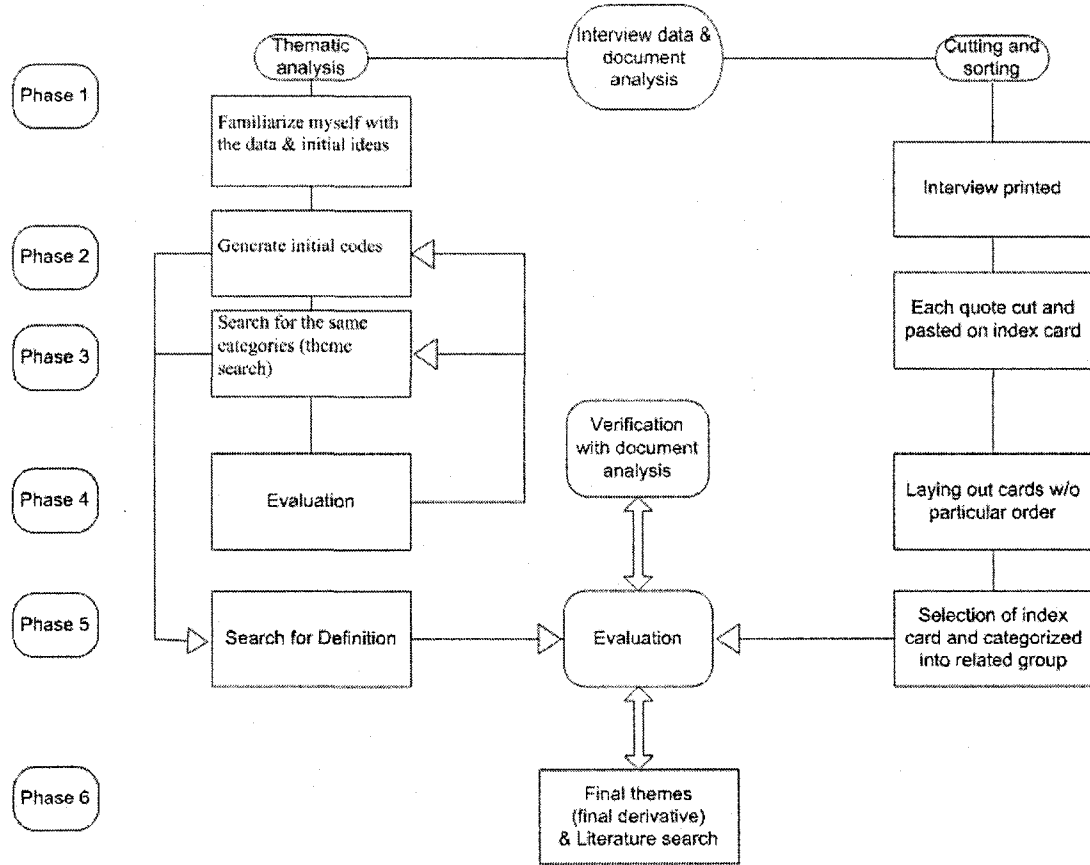 Thematic
analysis
Interview data &
document
analysis
Cutting and
sorting
Phase 1
Familiarize myself with
the data & initial ideas
Interview printed
Phase 2
Generate initial codes
Each quote cut and
pasted on index card
Phase 3
Search for the same
categories (theme
search)
Verification
with document
analysis
Phase 4
Evaluation
Laying out cards w/o
particular order
Phase 5
Search for Definition
Evaluation
Selection of index
card and categorized
into related group
Phase 6
Final themes
(final derivative)
& Literature search